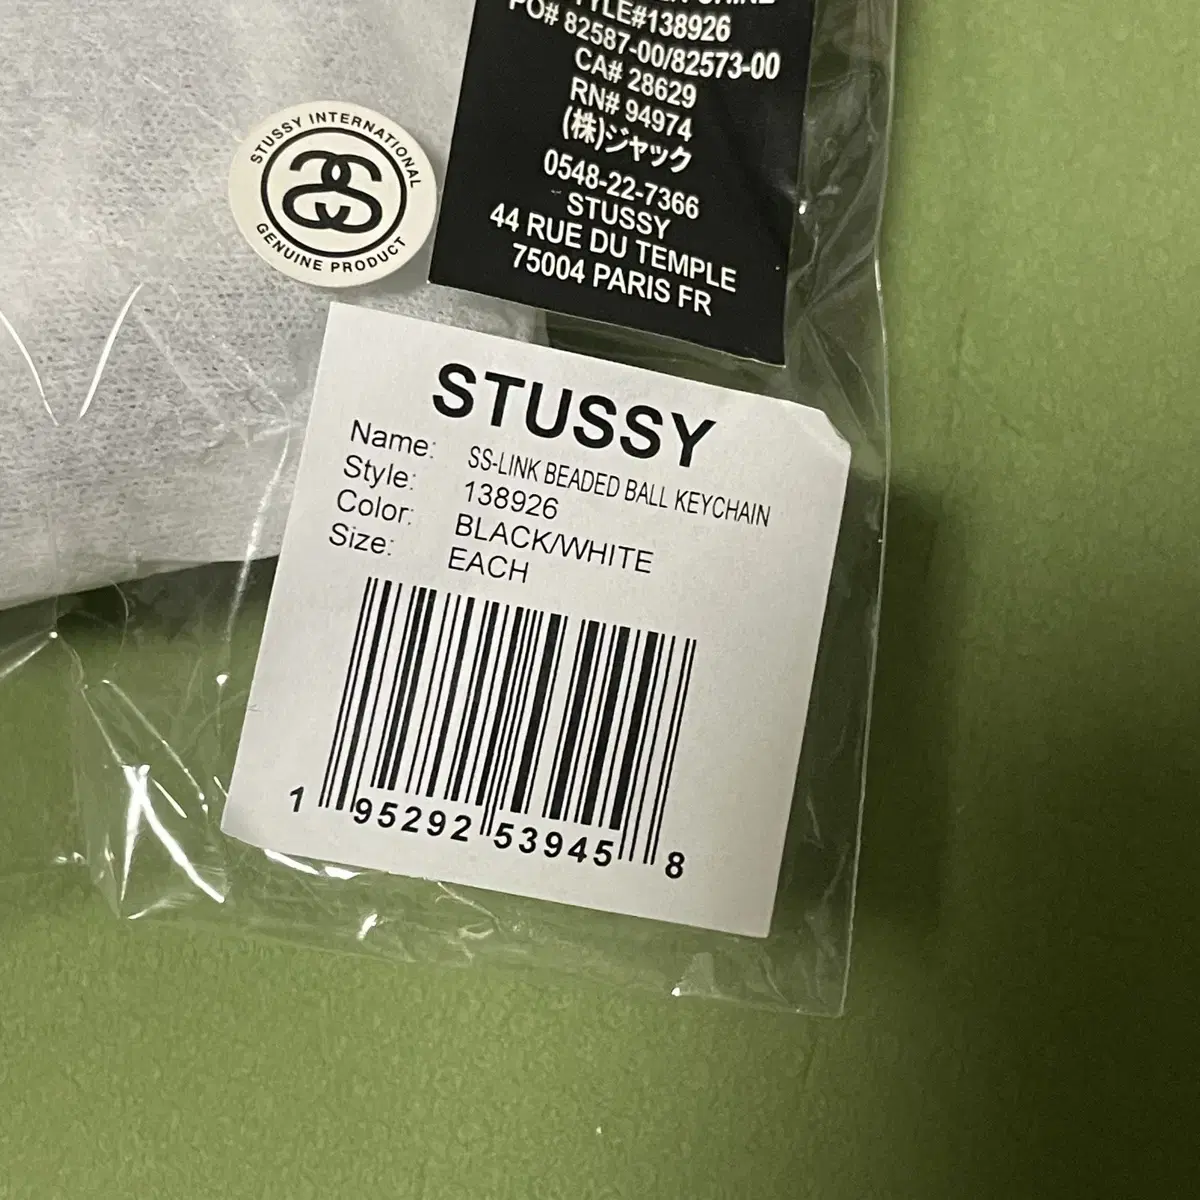 STYLE#138926
PO# 82587-00/82573-00
CA# 28629
RN# 94974
(株)ジャック
0548-22-7366
STUSSY
44 RUE DU TEMPLE
75004 PARIS FR
STUSSY INTERNATIONAL
GENUINE PRODUCT
STUSSY
Name: SS-LINK BEADED BALL KEYCHAIN
Style: 138926
Color: BLACK/WHITE
Size: EACH
1 95292 53945 8